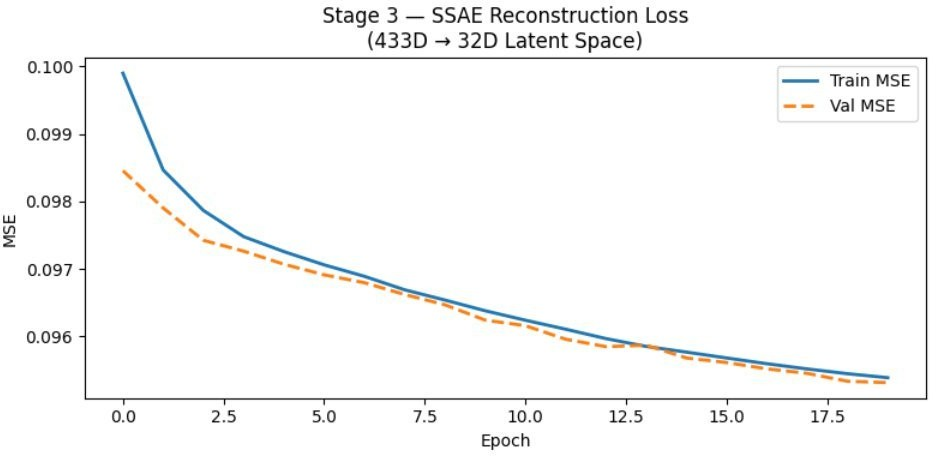 Stage 3 — SSAE Reconstruction Loss
(433D → 32D Latent Space)
Train MSE
Val MSE
0.100
0.099
0.098
0.097
0.096
MSE
0.0
2.5
5.0
7.5
10.0
12.5
15.0
17.5
Epoch